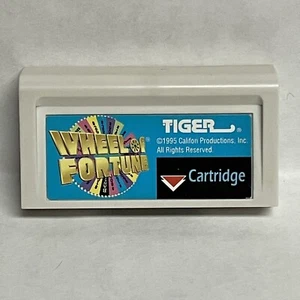 WHEEL OF
FORTUNE
TIGER®
©1995 Califon Productions, Inc.
All Rights Reserved.
Cartridge